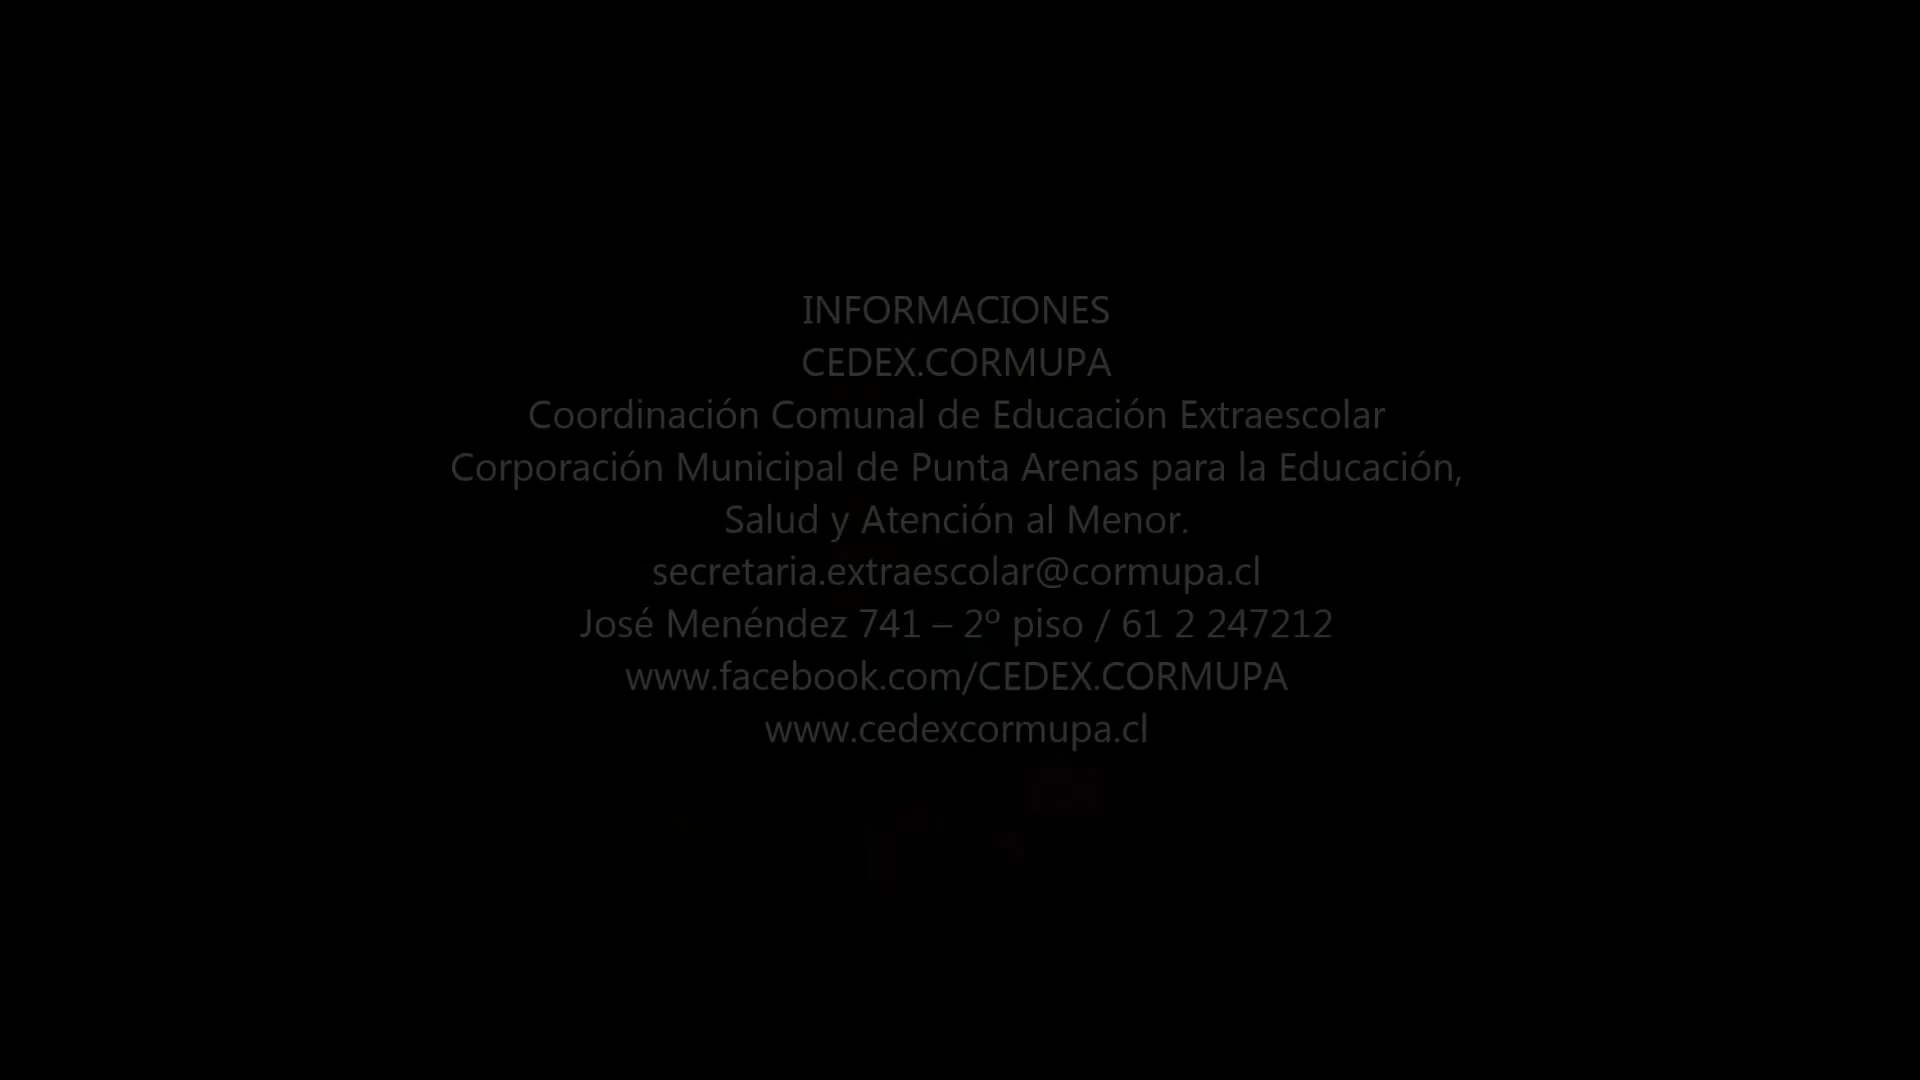 INFORMACIONES
CEDEX.CORMUPA
Coordinación Comunal de Educación Extraescolar
Corporación Municipal de Punta Arenas para la Educación,
Salud y Atención al Menor.
secretaria.extraescolar@cormupa.cl
José Menéndez 741 – 2º piso / 61 2 247212
www.facebook.com/CEDEX.CORMUPA
www.cedexcormupa.cl